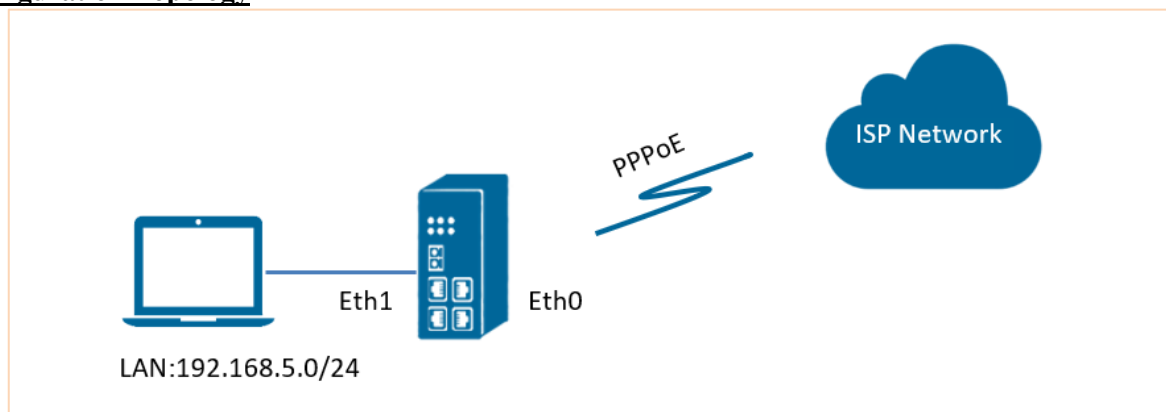 PPPoE
ISP Network
Eth1
Eth0
LAN:192.168.5.0/24